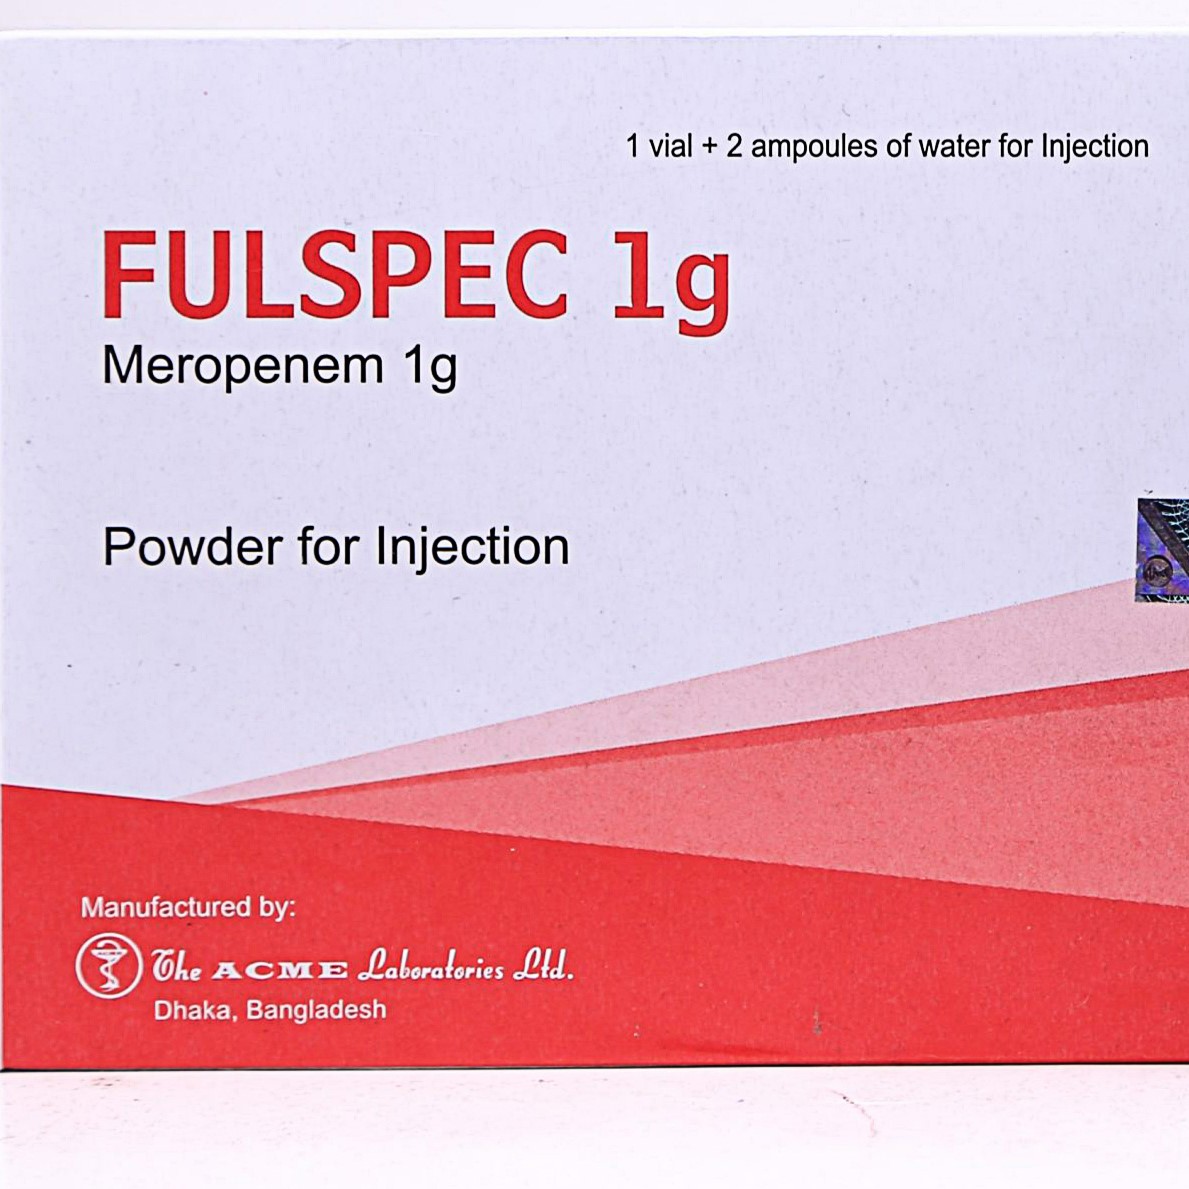 1 vial + 2 ampoules of water for Injection
FULSPEC 1g
Meropenem 1g
Powder for Injection
Manufactured by:
The ACME Laboratories Ltd.
Dhaka, Bangladesh